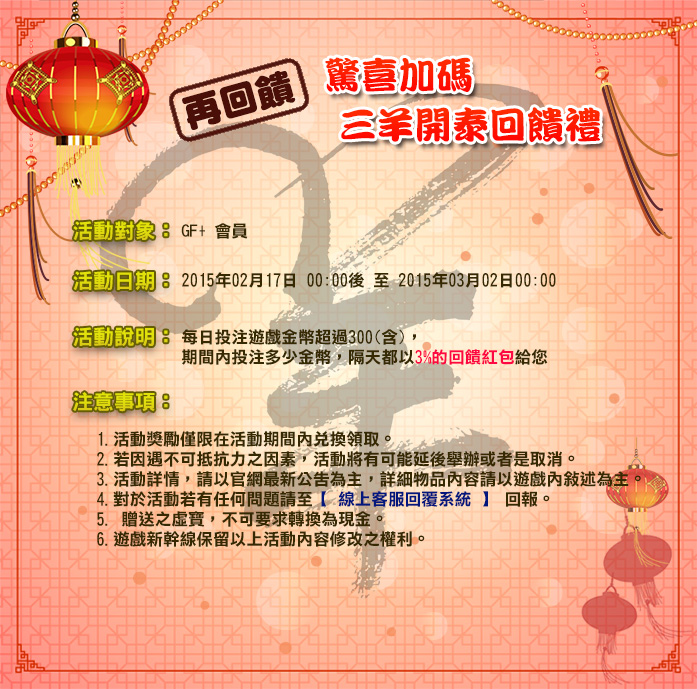 再回饋
驚喜加碼
三羊開泰回饋禮
羊
活動對象： GF+ 會員
活動日期： 2015年02月17日 00:00後 至 2015年03月02日00:00
活動說明： 每日投注遊戲金幣超過300(含)，
期間內投注多少金幣，隔天都以3%的回饋紅包給您
注意事項：
1. 活動獎勵僅限在活動期間內兌換領取。
2. 若因遇不可抵抗力之因素，活動將有可能延後舉辦或者是取消。
3. 活動詳情，請以官網最新公告為主，詳細物品內容請以遊戲內敘述為主。
4. 對於活動若有任何問題請至【 線上客服回覆系統 】 回報。
5. 贈送之虛寶，不可要求轉換為現金。
6. 遊戲新幹線保留以上活動內容修改之權利。